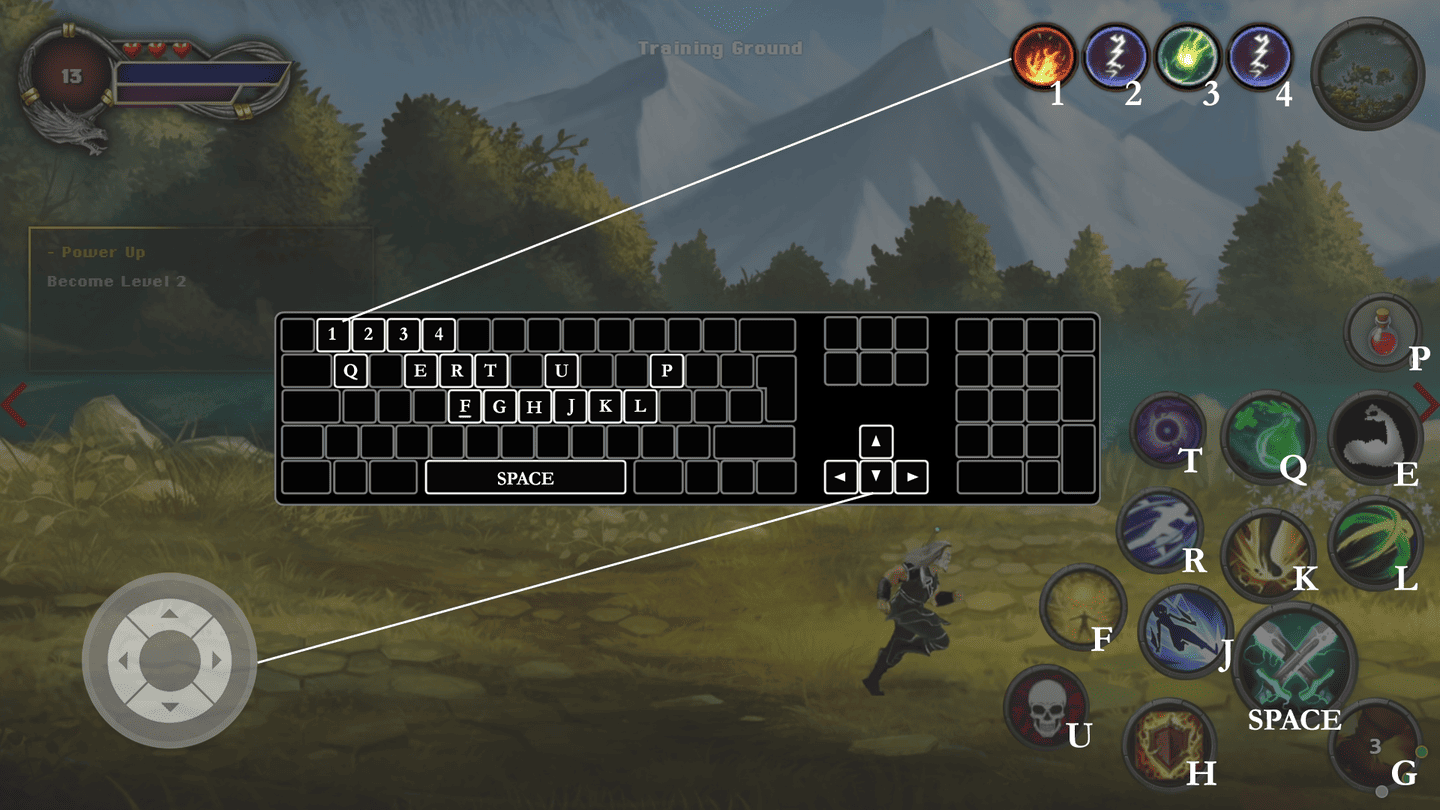 13
Training Ground
1
2
3
4
- Power Up
Become Level 2
1 2 3 4
Q E R T U P
F G H J K L
SPACE
P
T
Q
E
R
K
L
F
J
SPACE
U
H
3
G